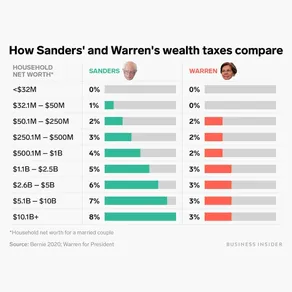 How Sanders' and Warren's wealth taxes compare
HOUSEHOLD NET WORTH* SANDERS WARREN
<$32M 0% 0%
$32.1M – $50M 1% 0%
$50.1M – $250M 2% 2%
$250.1M – $500M 3% 2%
$500.1M – $1B 4% 2%
$1.1B – $2.5B 5% 3%
$2.6B – $5B 6% 3%
$5.1B – $10B 7% 3%
$10.1B+ 8% 3%
*Household net worth for a married couple
Source: Bernie 2020; Warren for President BUSINESS INSIDER